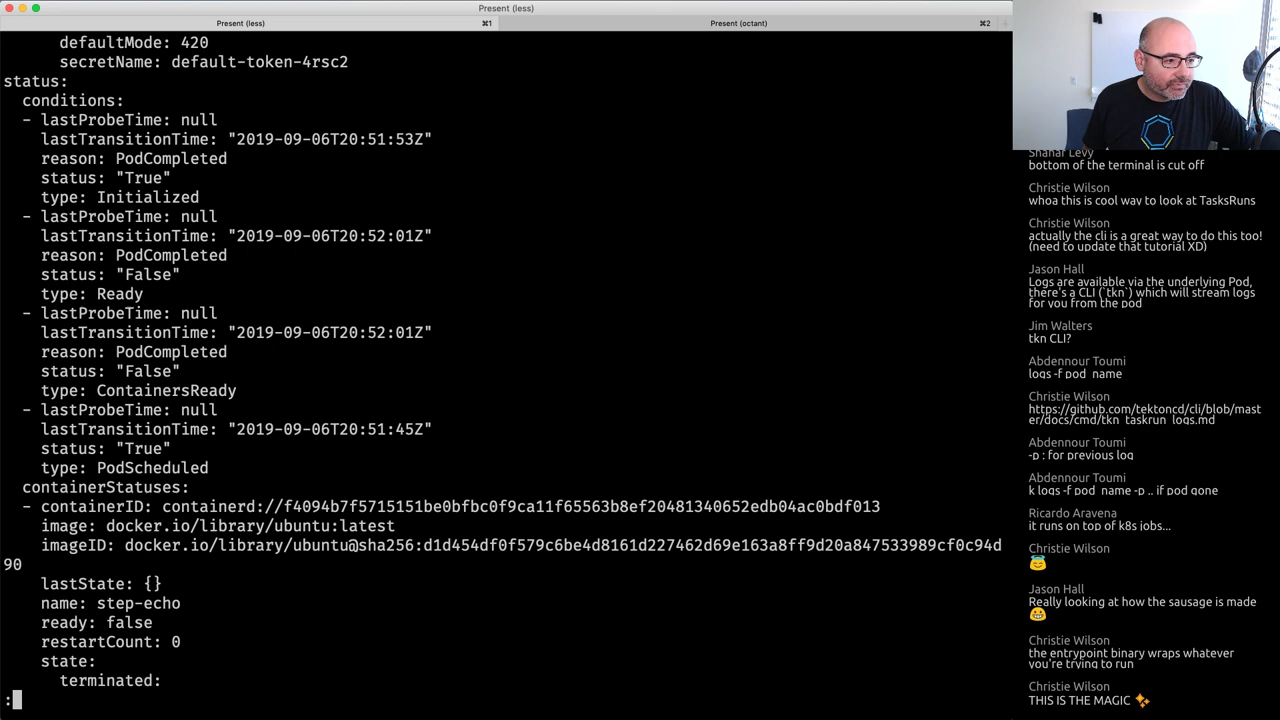 Present (less)
Present (less) ⌘1 Present (octant) ⌘2 +
defaultMode: 420
secretName: default-token-4rsc2
status:
conditions:
- lastProbeTime: null
lastTransitionTime: "2019-09-06T20:51:53Z"
reason: PodCompleted
status: "True"
type: Initialized
- lastProbeTime: null
lastTransitionTime: "2019-09-06T20:52:01Z"
reason: PodCompleted
status: "False"
type: Ready
- lastProbeTime: null
lastTransitionTime: "2019-09-06T20:52:01Z"
reason: PodCompleted
status: "False"
type: ContainersReady
- lastProbeTime: null
lastTransitionTime: "2019-09-06T20:51:45Z"
status: "True"
type: PodScheduled
containerStatuses:
- containerID: containerd://f4094b7f5715151be0bfbc0f9ca11f65563b8ef20481340652edb04ac0bdf013
image: docker.io/library/ubuntu:latest
imageID: docker.io/library/ubuntu@sha256:d1d454df0f579c6be4d8161d227462d69e163a8ff9d20a847533989cf0c94d
90
lastState: {}
name: step-echo
ready: false
restartCount: 0
state:
terminated:
:
Shahar Levy
bottom of the terminal is cut off
Christie Wilson
whoa this is cool way to look at TasksRuns
Christie Wilson
actually the cli is a great way to do this too!
(need to update that tutorial XD)
Jason Hall
Logs are available via the underlying Pod,
there's a CLI (`tkn`) which will stream logs
for you from the pod
Jim Walters
tkn CLI?
Abdennour Toumi
logs -f pod_name
Christie Wilson
https://github.com/tektoncd/cli/blob/mast
er/docs/cmd/tkn_taskrun_logs.md
Abdennour Toumi
-p : for previous log
Abdennour Toumi
k logs -f pod_name -p .. if pod gone
Ricardo Aravena
it runs on top of k8s jobs...
Christie Wilson
😇
Jason Hall
Really looking at how the sausage is made
😅
Christie Wilson
the entrypoint binary wraps whatever
you're trying to run
Christie Wilson
THIS IS THE MAGIC ✨